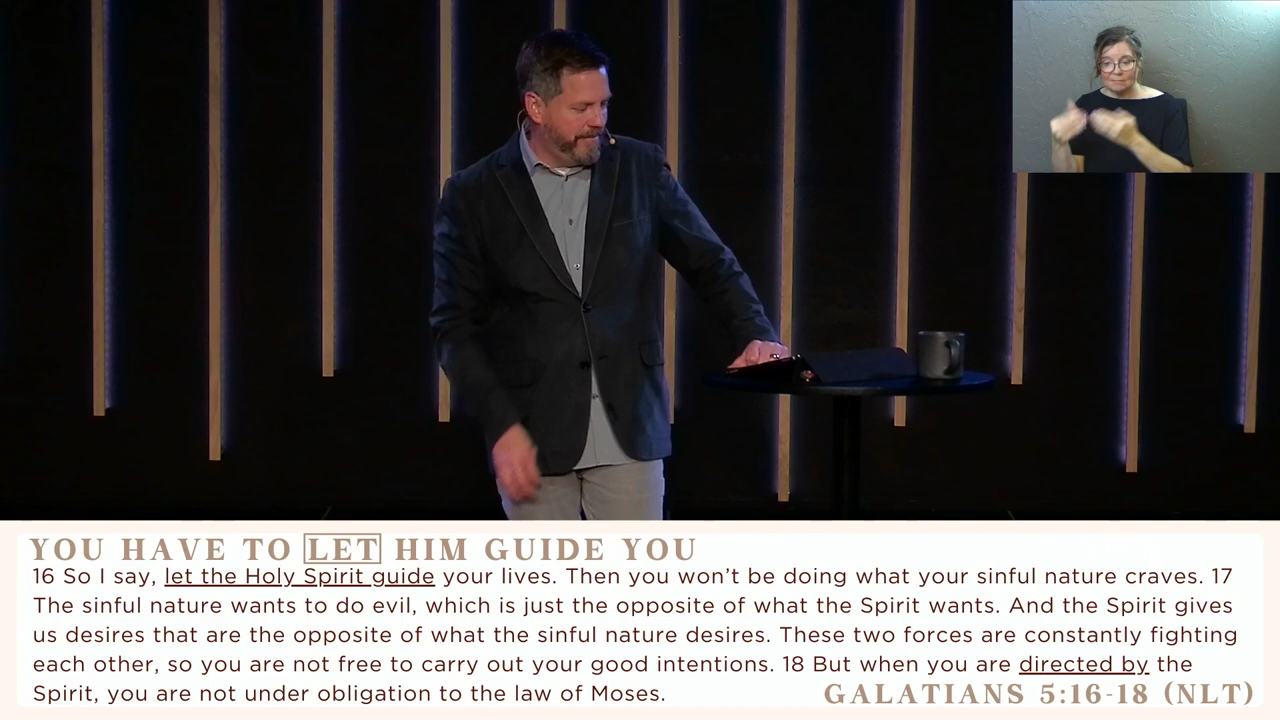 YOU HAVE TO LET HIM GUIDE YOU
16 So I say, let the Holy Spirit guide your lives. Then you won’t be doing what your sinful nature craves. 17
The sinful nature wants to do evil, which is just the opposite of what the Spirit wants. And the Spirit gives
us desires that are the opposite of what the sinful nature desires. These two forces are constantly fighting
each other, so you are not free to carry out your good intentions. 18 But when you are directed by the
Spirit, you are not under obligation to the law of Moses.
GALATIANS 5:16-18 (NLT)